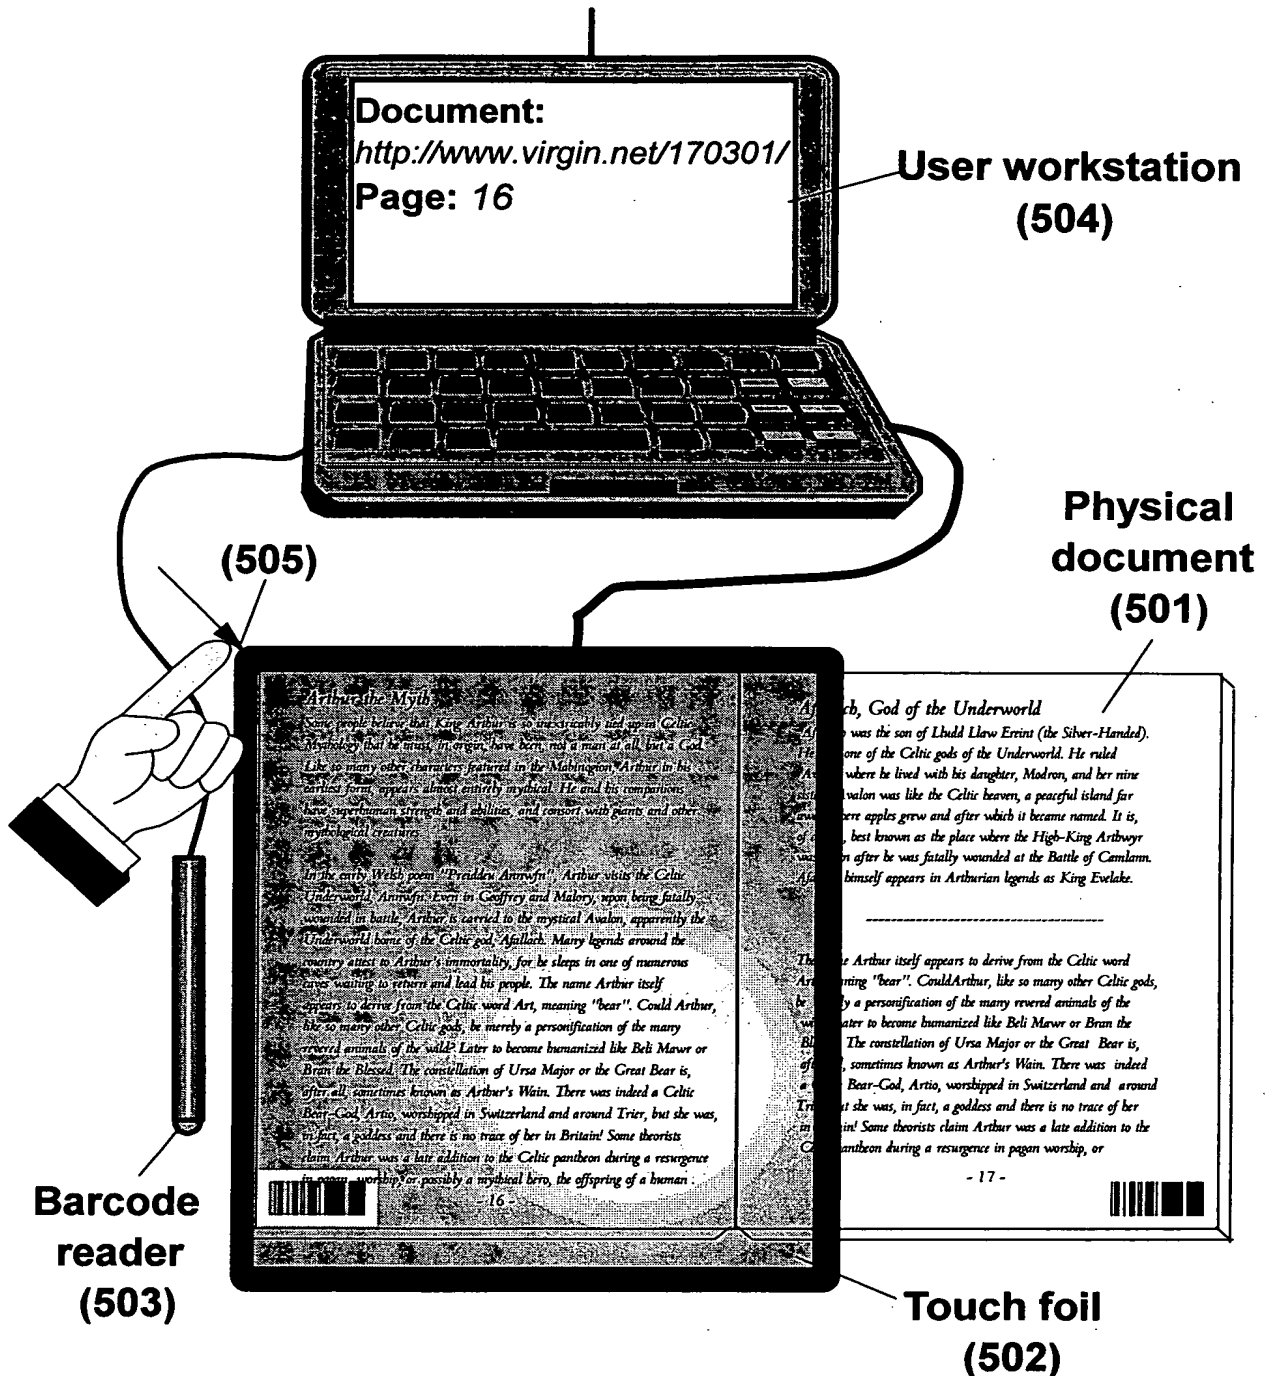 Document:
http://www.virgin.net/170301/
Page: 16
User workstation
(504)
Physical
document
(501)
(505)
Arthur the Myth
Some people believe that King Arthur is so inextricably tied up in Celtic
Mythology that he must, in origin, have been, not a man at all, but a God.
Like so many other characters featured in the Mabinogion, Arthur in his
earliest form, appears almost entirely mythical. He and his companions
have superhuman strength and abilities, and consort with giants and other
mythological creatures
In the early Welsh poem "Preiddeu Annwfn", Arthur visits the Celtic
Underworld, Annwfn. Even in Geoffrey and Malory, upon being fatally
wounded in battle, Arthur is carried to the mystical Avalon, apparently the
Underworld home of the Celtic god, Afallach. Many legends around the
country attest to Arthur's immortality, for he sleeps in one of numerous
caves waiting to return and lead his people. The name Arthur itself
appears to derive from the Celtic word Art, meaning "bear". Could Arthur,
like so many other Celtic gods, be merely a personification of the many
revered animals of the wild? Later to become humanized like Beli Mawr or
Bran the Blessed. The constellation of Ursa Major or the Great Bear is,
after all, sometimes known as Arthur's Wain. There was indeed a Celtic
Bear-God, Artio, worshipped in Switzerland and around Trier, but she was,
in fact, a goddess and there is no trace of her in Britain! Some theorists
claim Arthur was a late addition to the Celtic pantheon during a resurgence
in pagan worship, or possibly a mythical hero, the offspring of a human
- 16 -
ch, God of the Underworld
was the son of Lludd Llaw Ereint (the Silver-Handed).
He one of the Celtic gods of the Underworld. He ruled
where he lived with his daughter, Modron, and her nine
valon was like the Celtic heaven, a peaceful island far
ere apples grew and after which it became named. It is,
of , best known as the place where the High-King Arthwyr
n after he was fatally wounded at the Battle of Camlann.
himself appears in Arthurian legends as King Evelake.
e Arthur itself appears to derive from the Celtic word
ning "bear". CouldArthur, like so many other Celtic gods,
be ly a personification of the many revered animals of the
ater to become humanized like Beli Mawr or Bran the
The constellation of Ursa Major or the Great Bear is,
, sometimes known as Arthur's Wain. There was indeed
a Bear-God, Artio, worshipped in Switzerland and around
t she was, in fact, a goddess and there is no trace of her
in ain! Some theorists claim Arthur was a late addition to the
antheon during a resurgence in pagan worship, or
- 17 -
Barcode
reader
(503)
Touch foil
(502)